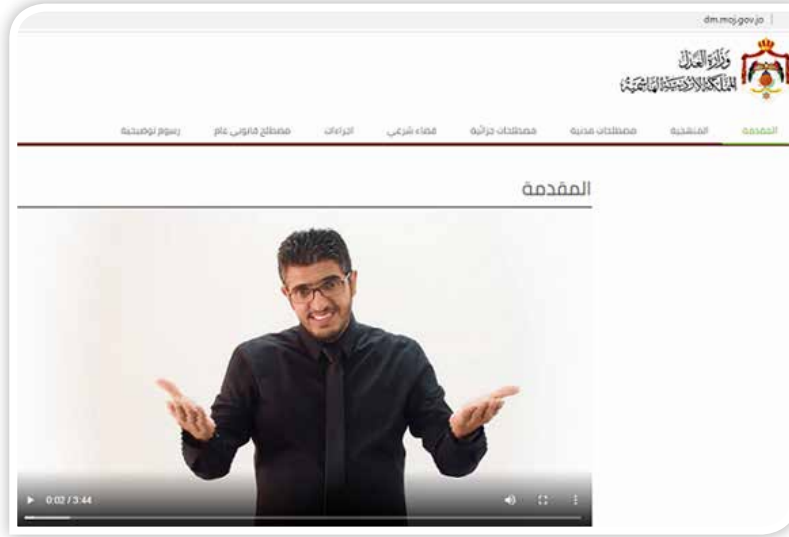 dm.moj.gov.jo
وزارة العدل
المملكة الأردنية الهاشمية
المقدمة المنهجية مصطلحات مدنية مصطلحات جزائية قضاء شرعي اجراءات مصطلح قانوني عام رسوم توضيحية
المقدمة
0:02 / 3:44